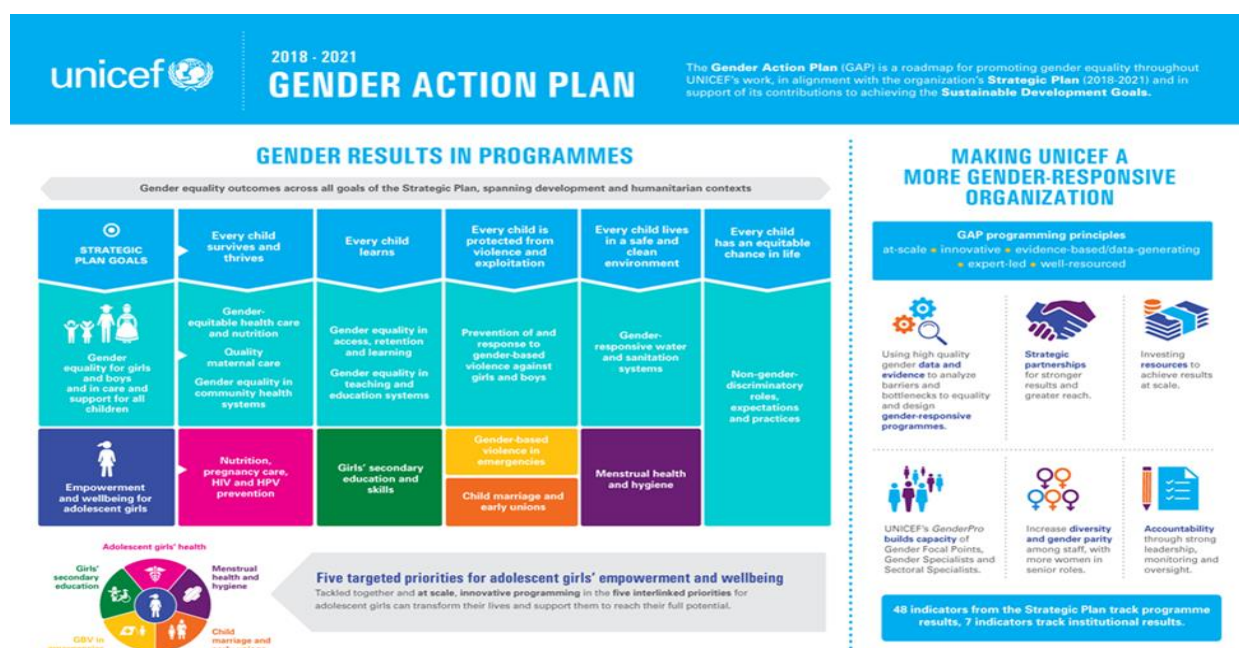 unicef
2018 - 2021
GENDER ACTION PLAN
The Gender Action Plan (GAP) is a roadmap for promoting gender equality throughout
UNICEF's work, in alignment with the organization's Strategic Plan (2018-2021) and in
support of its contributions to achieving the Sustainable Development Goals.
GENDER RESULTS IN PROGRAMMES
Gender equality outcomes across all goals of the Strategic Plan, spanning development and humanitarian contexts
STRATEGIC
PLAN GOALS
Every child
survives and
thrives
Every child
learns
Every child is
protected from
violence and
exploitation
Every child lives
in a safe and
clean
environment
Every child
has an equitable
chance in life
Gender
equality for girls
and boys
and in care and
support for all
children
Gender-
equitable health care
and nutrition
Quality
maternal care
Gender equality in
community health
systems
Gender equality in
access, retention
and learning
Gender equality in
teaching and
education systems
Prevention of and
response to
gender-based
violence against
girls and boys
Gender-
responsive water
and sanitation
systems
Non-gender-
discriminatory
roles,
expectations
and practices
Empowerment
and wellbeing for
adolescent girls
Nutrition,
pregnancy care,
HIV and HPV
prevention
Girls' secondary
education and
skills
Gender-based
violence in
emergencies
Child marriage and
early unions
Menstrual health
and hygiene
Adolescent girls' health
Girls'
secondary
education
Menstrual
health and
hygiene
GBV in
Child
marriage and
Five targeted priorities for adolescent girls' empowerment and wellbeing
Tackled together and at scale, innovative programming in the five interlinked priorities for
adolescent girls can transform their lives and support them to reach their full potential.
MAKING UNICEF A
MORE GENDER-RESPONSIVE
ORGANIZATION
GAP programming principles
at-scale • innovative • evidence-based/data-generating
• expert-led • well-resourced
Using high quality
gender data and
evidence to analyze
barriers and
bottlenecks to equality
and design
gender-responsive
programmes.
Strategic
partnerships
for stronger
results and
greater reach.
Investing
resources to
achieve results
at scale.
UNICEF's GenderPro
builds capacity of
Gender Focal Points,
Gender Specialists and
Sectoral Specialists.
Increase diversity
and gender parity
among staff, with
more women in
senior roles.
Accountability
through strong
leadership,
monitoring and
oversight.
48 indicators from the Strategic Plan track programme
results, 7 indicators track institutional results.